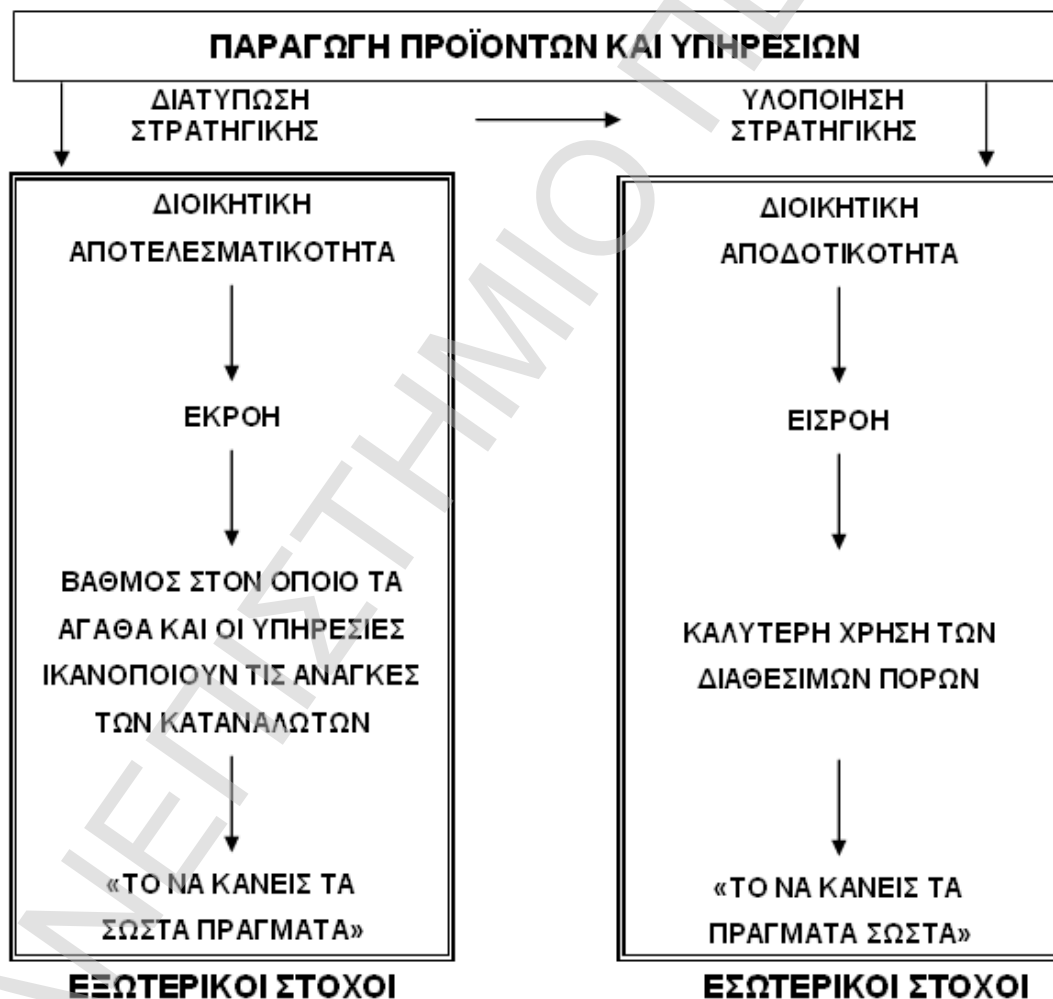 ΠΑΡΑΓΩΓΗ ΠΡΟΪΟΝΤΩΝ ΚΑΙ ΥΠΗΡΕΣΙΩΝ
ΔΙΑΤΥΠΩΣΗ
ΣΤΡΑΤΗΓΙΚΗΣ
ΥΛΟΠΟΙΗΣΗ
ΣΤΡΑΤΗΓΙΚΗΣ
ΔΙΟΙΚΗΤΙΚΗ
ΑΠΟΤΕΛΕΣΜΑΤΙΚΟΤΗΤΑ
ΕΚΡΟΗ
ΒΑΘΜΟΣ ΣΤΟΝ ΟΠΟΙΟ ΤΑ
ΑΓΑΘΑ ΚΑΙ ΟΙ ΥΠΗΡΕΣΙΕΣ
ΙΚΑΝΟΠΟΙΟΥΝ ΤΙΣ ΑΝΑΓΚΕΣ
ΤΩΝ ΚΑΤΑΝΑΛΩΤΩΝ
«ΤΟ ΝΑ ΚΑΝΕΙΣ ΤΑ
ΣΩΣΤΑ ΠΡΑΓΜΑΤΑ»
ΕΞΩΤΕΡΙΚΟΙ ΣΤΟΧΟΙ
ΔΙΟΙΚΗΤΙΚΗ
ΑΠΟΔΟΤΙΚΟΤΗΤΑ
ΕΙΣΡΟΗ
ΚΑΛΥΤΕΡΗ ΧΡΗΣΗ ΤΩΝ
ΔΙΑΘΕΣΙΜΩΝ ΠΟΡΩΝ
«ΤΟ ΝΑ ΚΑΝΕΙΣ ΤΑ
ΠΡΑΓΜΑΤΑ ΣΩΣΤΑ»
ΕΣΩΤΕΡΙΚΟΙ ΣΤΟΧΟΙ
ΑΝΕΠΙΣΤΗΜΙΟ